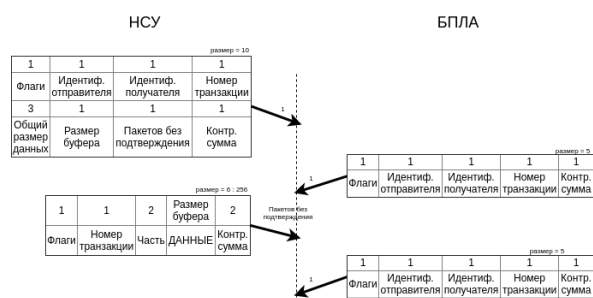 НСУ
БПЛА
размер = 10
1 1 1 1
Флаги Идентиф. отправителя Идентиф. получателя Номер транзакции
3 1 1 1
Общий размер данных Размер буфера Пакетов без подтверждения Контр. сумма
1
размер = 5
1 1 1 1 1
Флаги Идентиф. отправителя Идентиф. получателя Номер транзакции Контр. сумма
1
размер = 6 : 256
1 1 2 Размер буфера 2
Флаги Номер транзакции Часть ДАННЫЕ Контр. сумма
Пакетов без
подтверждения
размер = 5
1 1 1 1 1
Флаги Идентиф. отправителя Идентиф. получателя Номер транзакции Контр. сумма
1